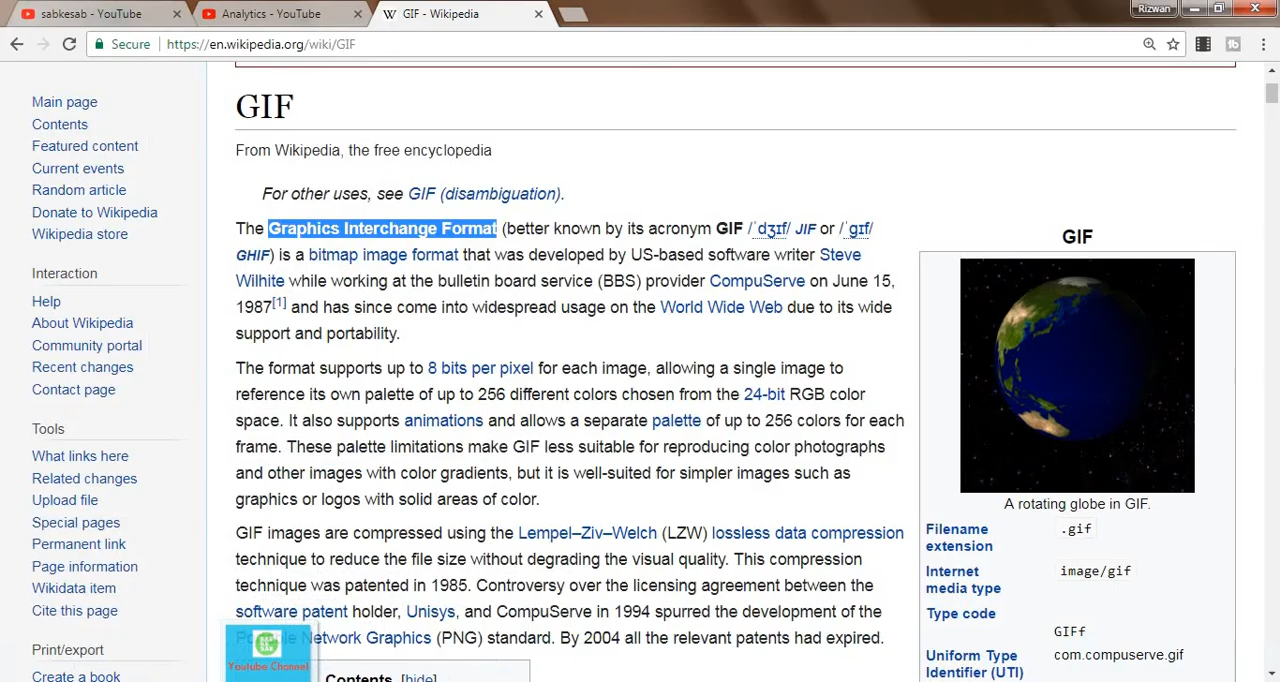 sabkesab - YouTube
Analytics - YouTube
W GIF - Wikipedia
Rizwan
Secure
https://en.wikipedia.org/wiki/GIF
Main page
Contents
Featured content
Current events
Random article
Donate to Wikipedia
Wikipedia store
Interaction
Help
About Wikipedia
Community portal
Recent changes
Contact page
Tools
What links here
Related changes
Upload file
Special pages
Permanent link
Page information
Wikidata item
Cite this page
Print/export
Create a book
GIF
From Wikipedia, the free encyclopedia
For other uses, see GIF (disambiguation).
The Graphics Interchange Format (better known by its acronym GIF /ˈdʒɪf/ JIF or /ˈɡɪf/
GHIF) is a bitmap image format that was developed by US-based software writer Steve
Wilhite while working at the bulletin board service (BBS) provider CompuServe on June 15,
1987[1] and has since come into widespread usage on the World Wide Web due to its wide
support and portability.
The format supports up to 8 bits per pixel for each image, allowing a single image to
reference its own palette of up to 256 different colors chosen from the 24-bit RGB color
space. It also supports animations and allows a separate palette of up to 256 colors for each
frame. These palette limitations make GIF less suitable for reproducing color photographs
and other images with color gradients, but it is well-suited for simpler images such as
graphics or logos with solid areas of color.
GIF images are compressed using the Lempel–Ziv–Welch (LZW) lossless data compression
technique to reduce the file size without degrading the visual quality. This compression
technique was patented in 1985. Controversy over the licensing agreement between the
software patent holder, Unisys, and CompuServe in 1994 spurred the development of the
Network Graphics (PNG) standard. By 2004 all the relevant patents had expired.
Youtube Channel
Contents [hide]
GIF
A rotating globe in GIF.
Filename extension
.gif
Internet media type
image/gif
Type code
GIFf
Uniform Type Identifier (UTI)
com.compuserve.gif